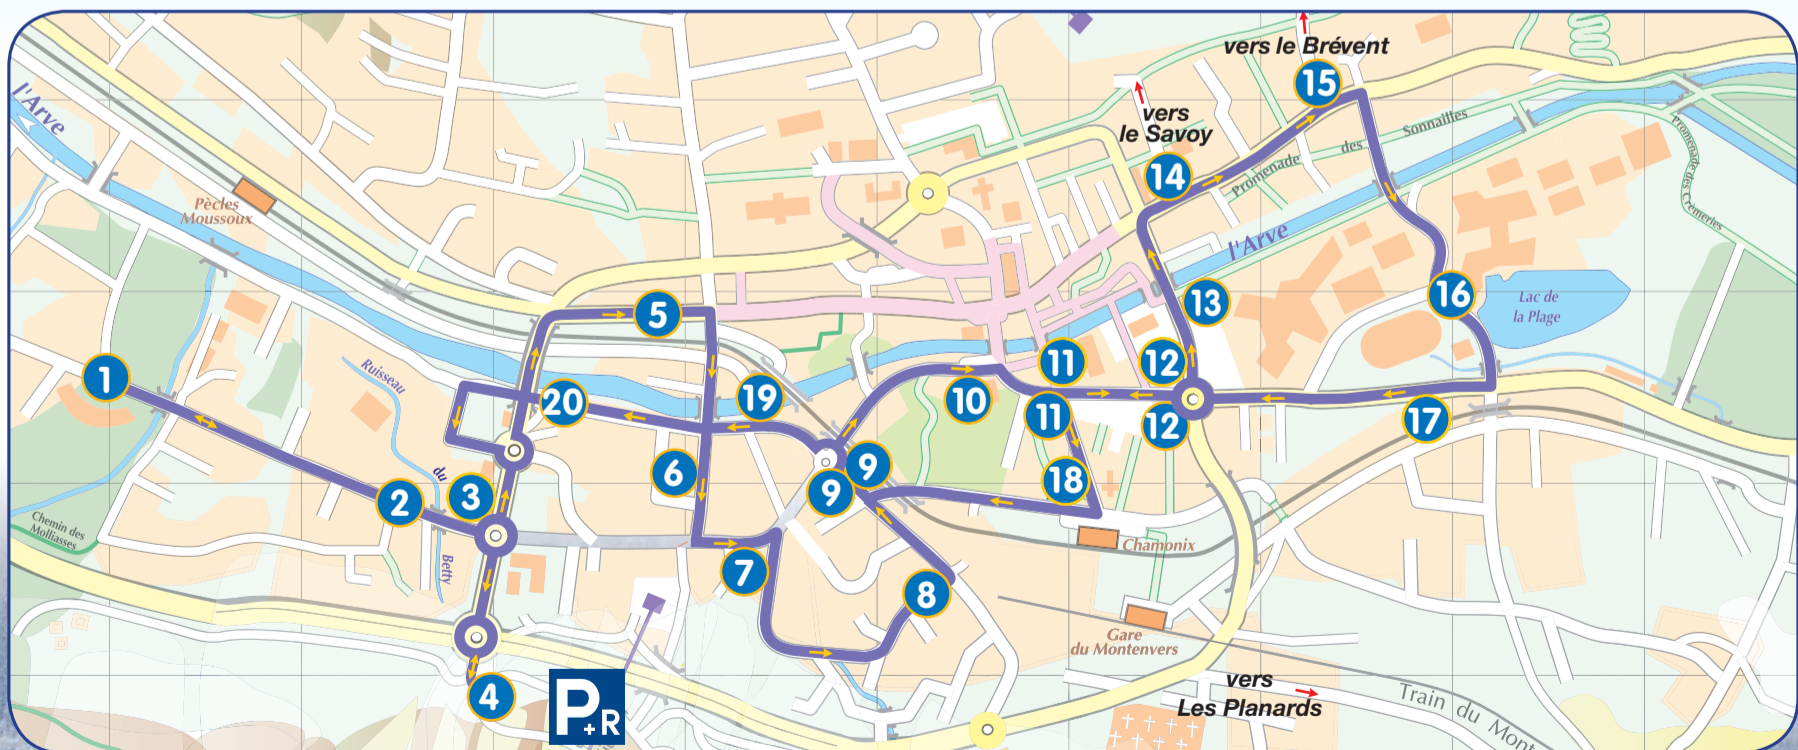 vers le Brévent
15
l'Arve
vers
le Savoy
Promenade des Sonnailles
Promenade des Crèmeries
14
Pècles
Moussoux
l'Arve
13
16
Lac de
la Plage
5
1
Ruisseau
du
Betty
20
19
10
11
11
12
12
17
2
3
6
9
9
18
Chemin des
Molliasses
7
8
Chamonix
Gare
du Montenvers
4
P+R
vers
Les Planards
Train du Mont